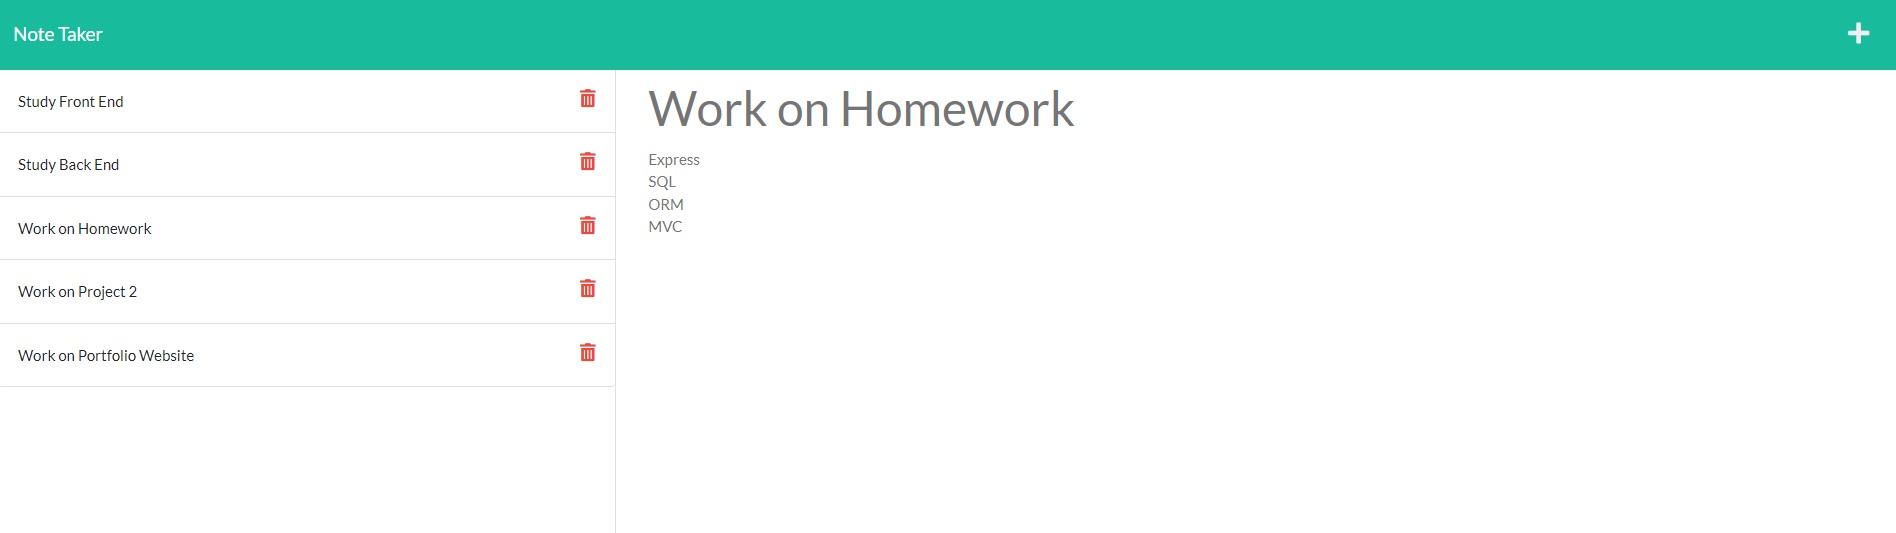 Note Taker
Study Front End
Study Back End
Work on Homework
Work on Project 2
Work on Portfolio Website
Work on Homework
Express
SQL
ORM
MVC